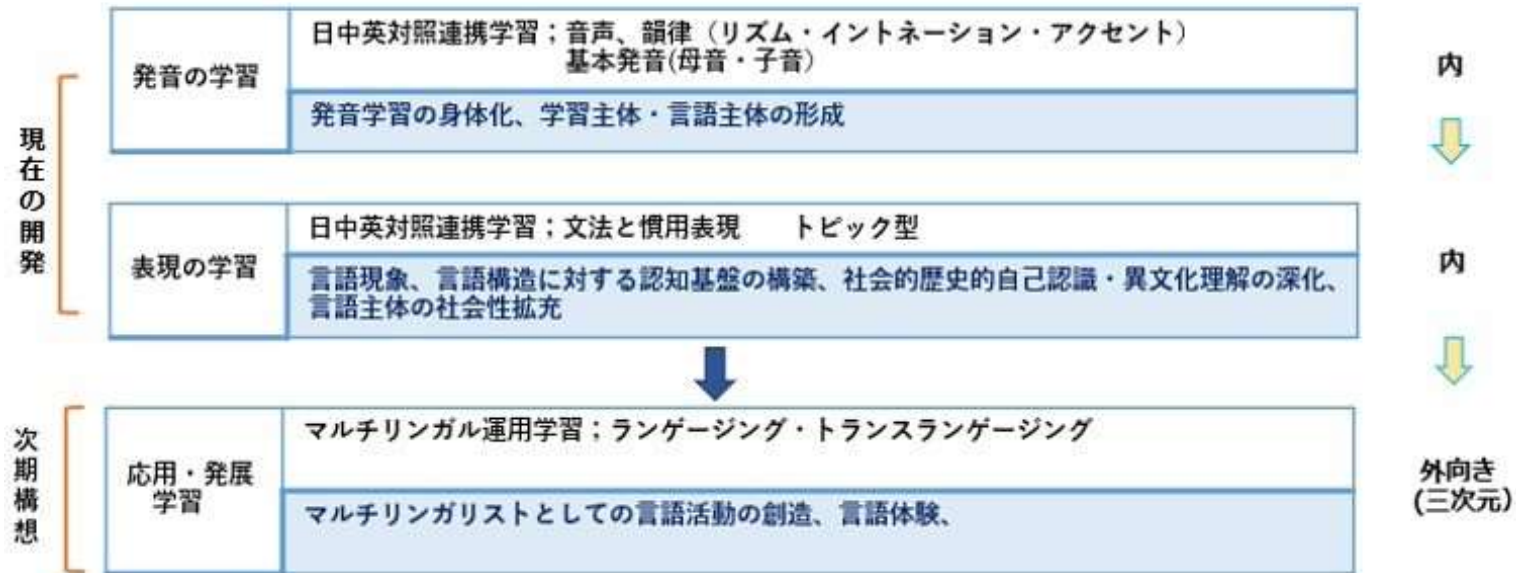 現在の開発
発音の学習
日中英対照連携学習；音声、韻律（リズム・イントネーション・アクセント）
基本発音(母音・子音）
発音学習の身体化、学習主体・言語主体の形成
内
表現の学習
日中英対照連携学習；文法と慣用表現　　トピック型
言語現象、言語構造に対する認知基盤の構築、社会的歴史的自己認識・異文化理解の深化、
言語主体の社会性拡充
内
次期構想
応用・発展
学習
マルチリンガル運用学習；ランゲージング・トランスランゲージング
マルチリンガリストとしての言語活動の創造、言語体験、
外向き
(三次元）